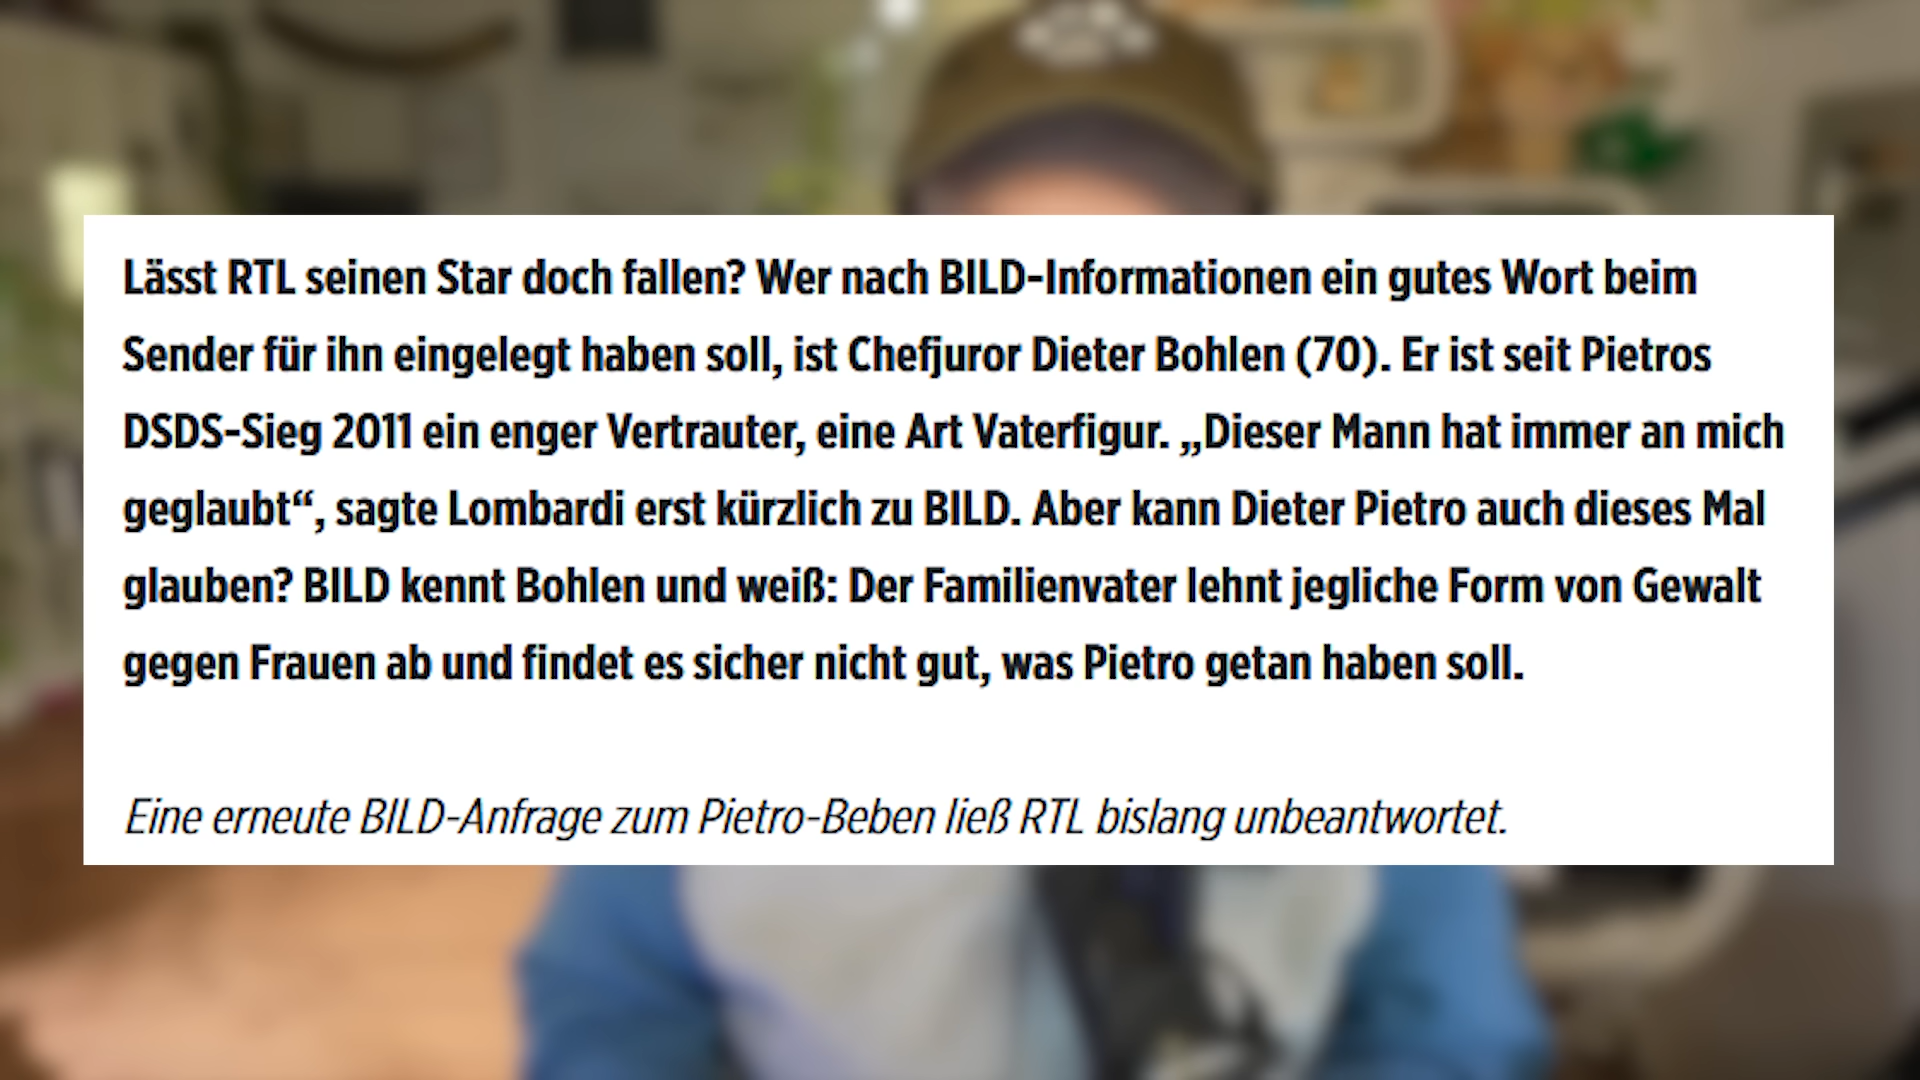 Lässt RTL seinen Star doch fallen? Wer nach BILD-Informationen ein gutes Wort beim
Sender für ihn eingelegt haben soll, ist Chefjuror Dieter Bohlen (70). Er ist seit Pietros
DSDS-Sieg 2011 ein enger Vertrauter, eine Art Vaterfigur. „Dieser Mann hat immer an mich
geglaubt“, sagte Lombardi erst kürzlich zu BILD. Aber kann Dieter Pietro auch dieses Mal
glauben? BILD kennt Bohlen und weiß: Der Familienvater lehnt jegliche Form von Gewalt
gegen Frauen ab und findet es sicher nicht gut, was Pietro getan haben soll.
Eine erneute BILD-Anfrage zum Pietro-Beben ließ RTL bislang unbeantwortet.